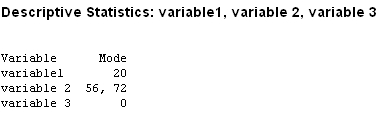 Descriptive Statistics: variable1, variable 2, variable 3
Variable Mode
variable1 20
variable 2 56, 72
variable 3 0